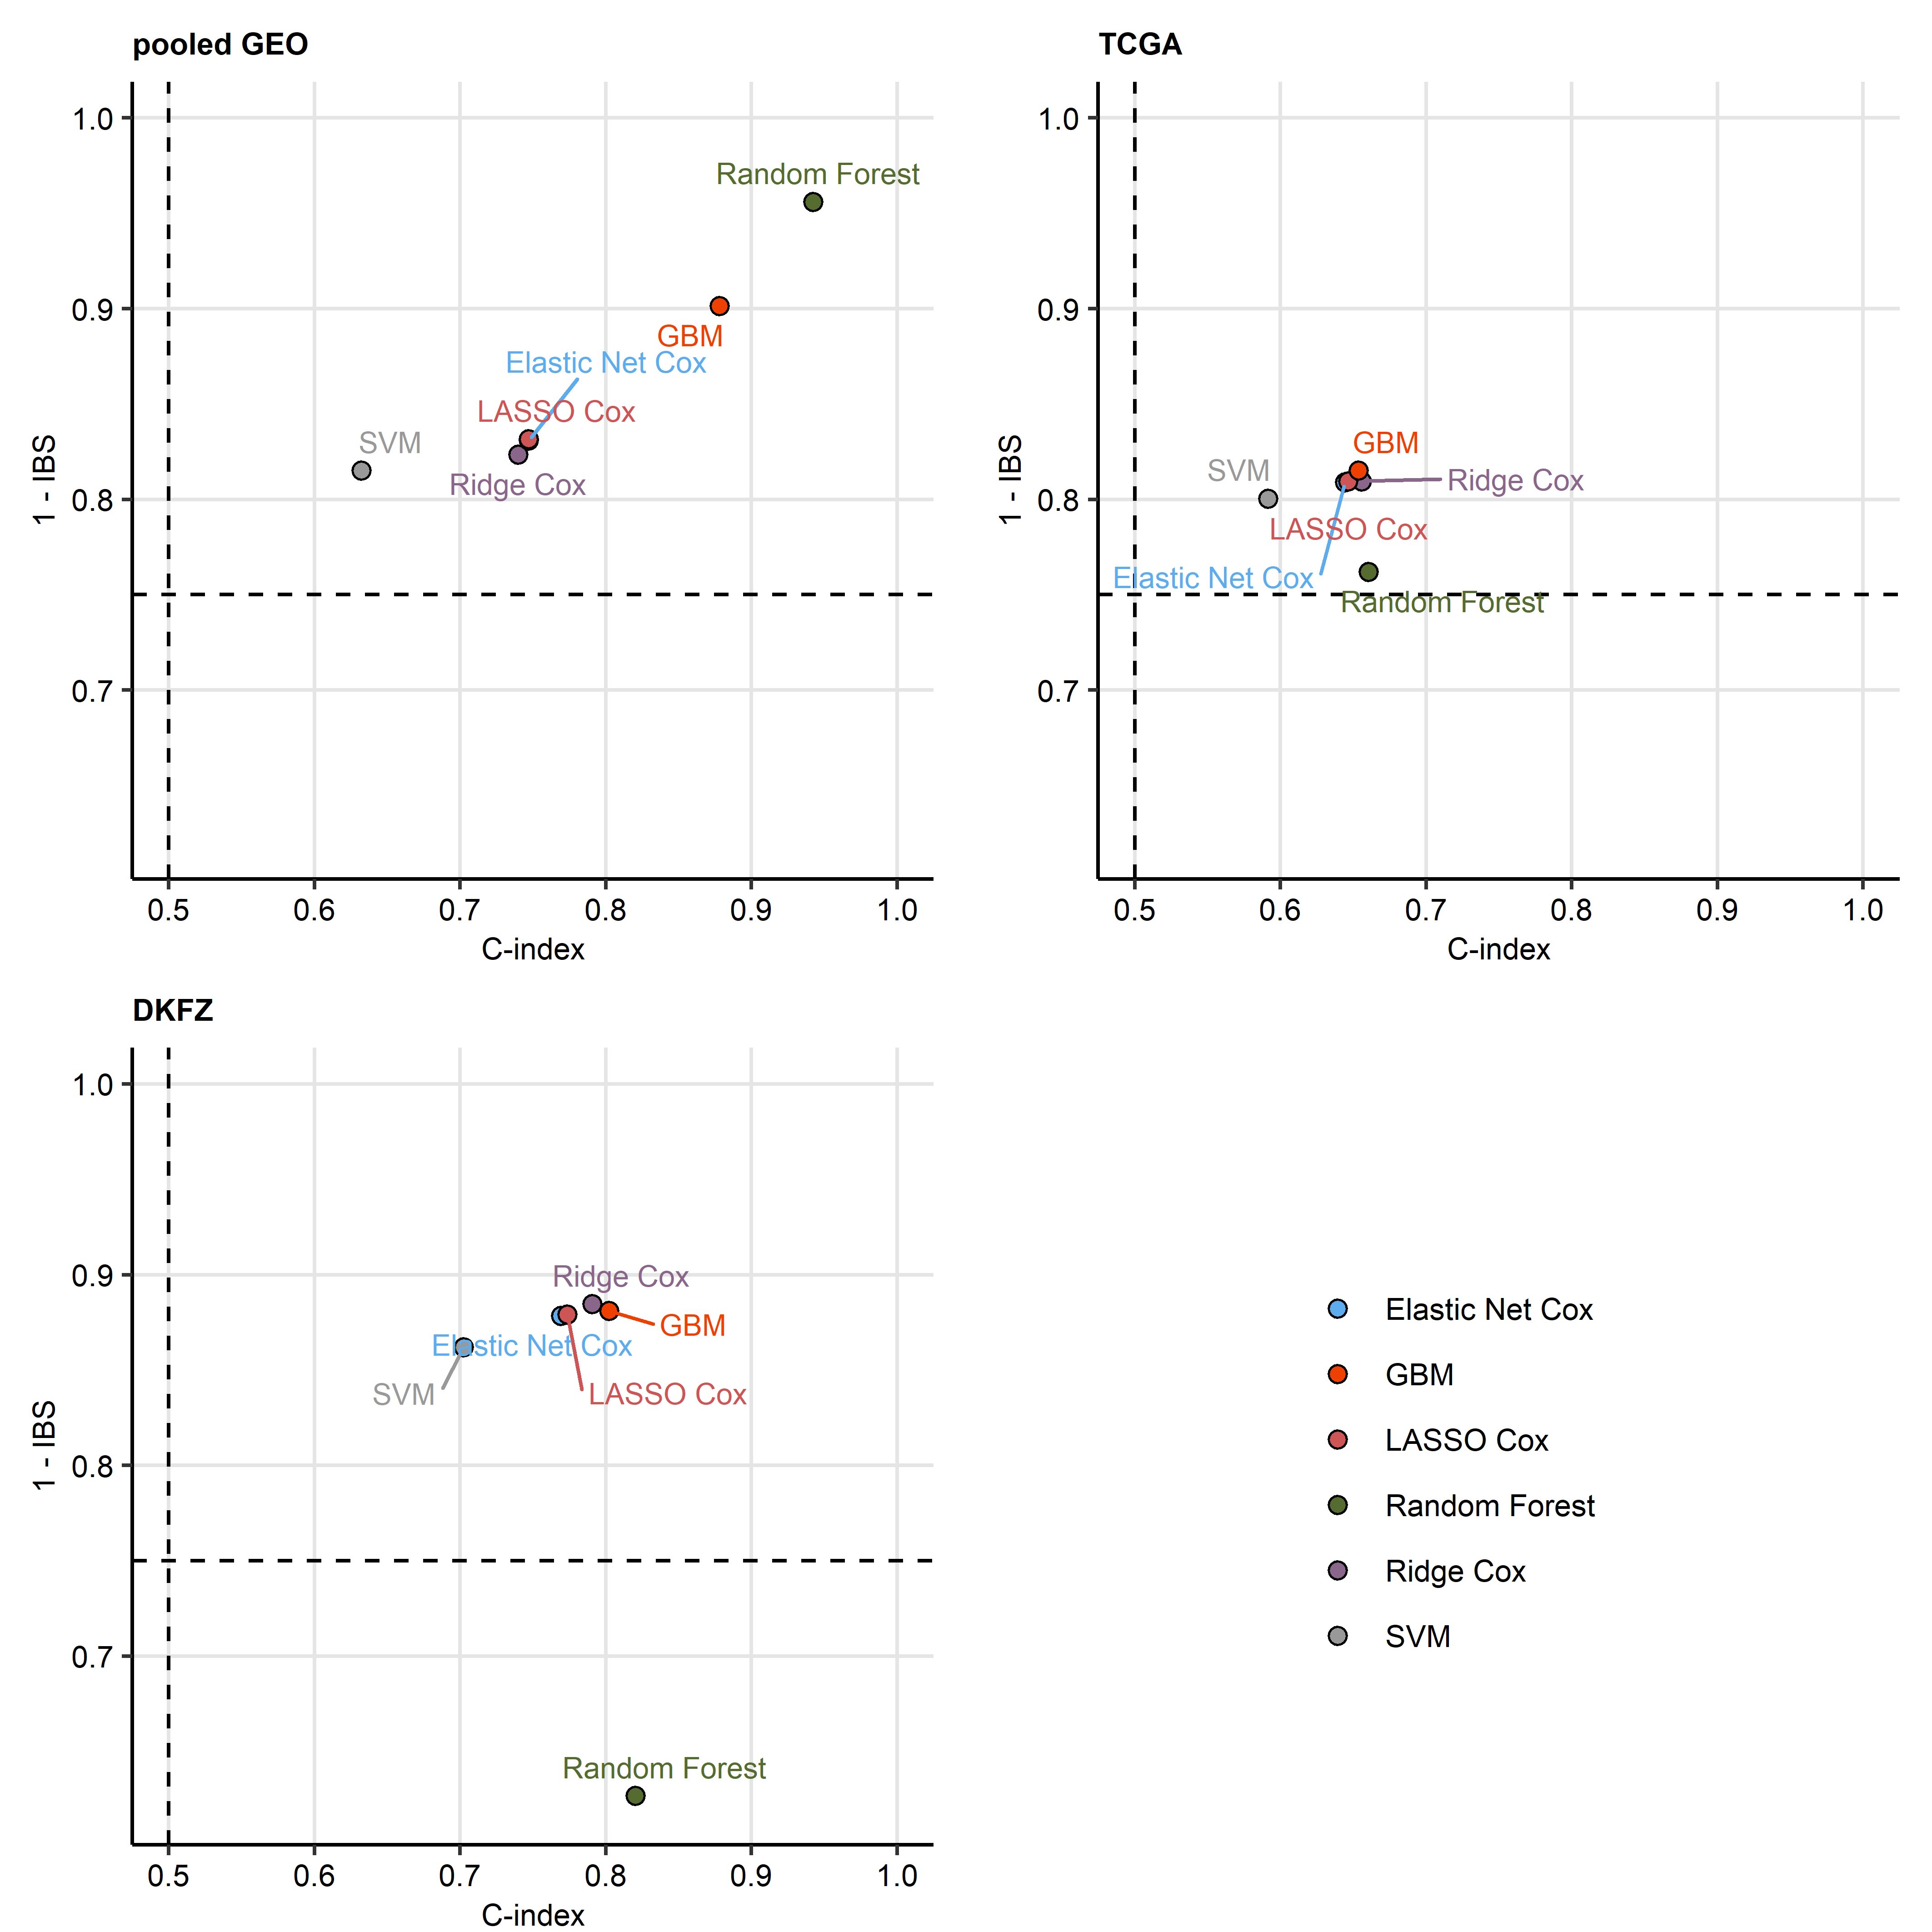 pooled GEO
1.0
0.9
0.8
0.7
1 - IBS
Random Forest
GBM
Elastic Net Cox
LASSO Cox
SVM
Ridge Cox
0.5 0.6 0.7 0.8 0.9 1.0
C-index
TCGA
1.0
0.9
0.8
0.7
1 - IBS
GBM
SVM
Ridge Cox
LASSO Cox
Elastic Net Cox
Random Forest
0.5 0.6 0.7 0.8 0.9 1.0
C-index
DKFZ
1.0
0.9
0.8
0.7
1 - IBS
Ridge Cox
GBM
Elastic Net Cox
SVM
LASSO Cox
Random Forest
0.5 0.6 0.7 0.8 0.9 1.0
C-index
Elastic Net Cox
GBM
LASSO Cox
Random Forest
Ridge Cox
SVM